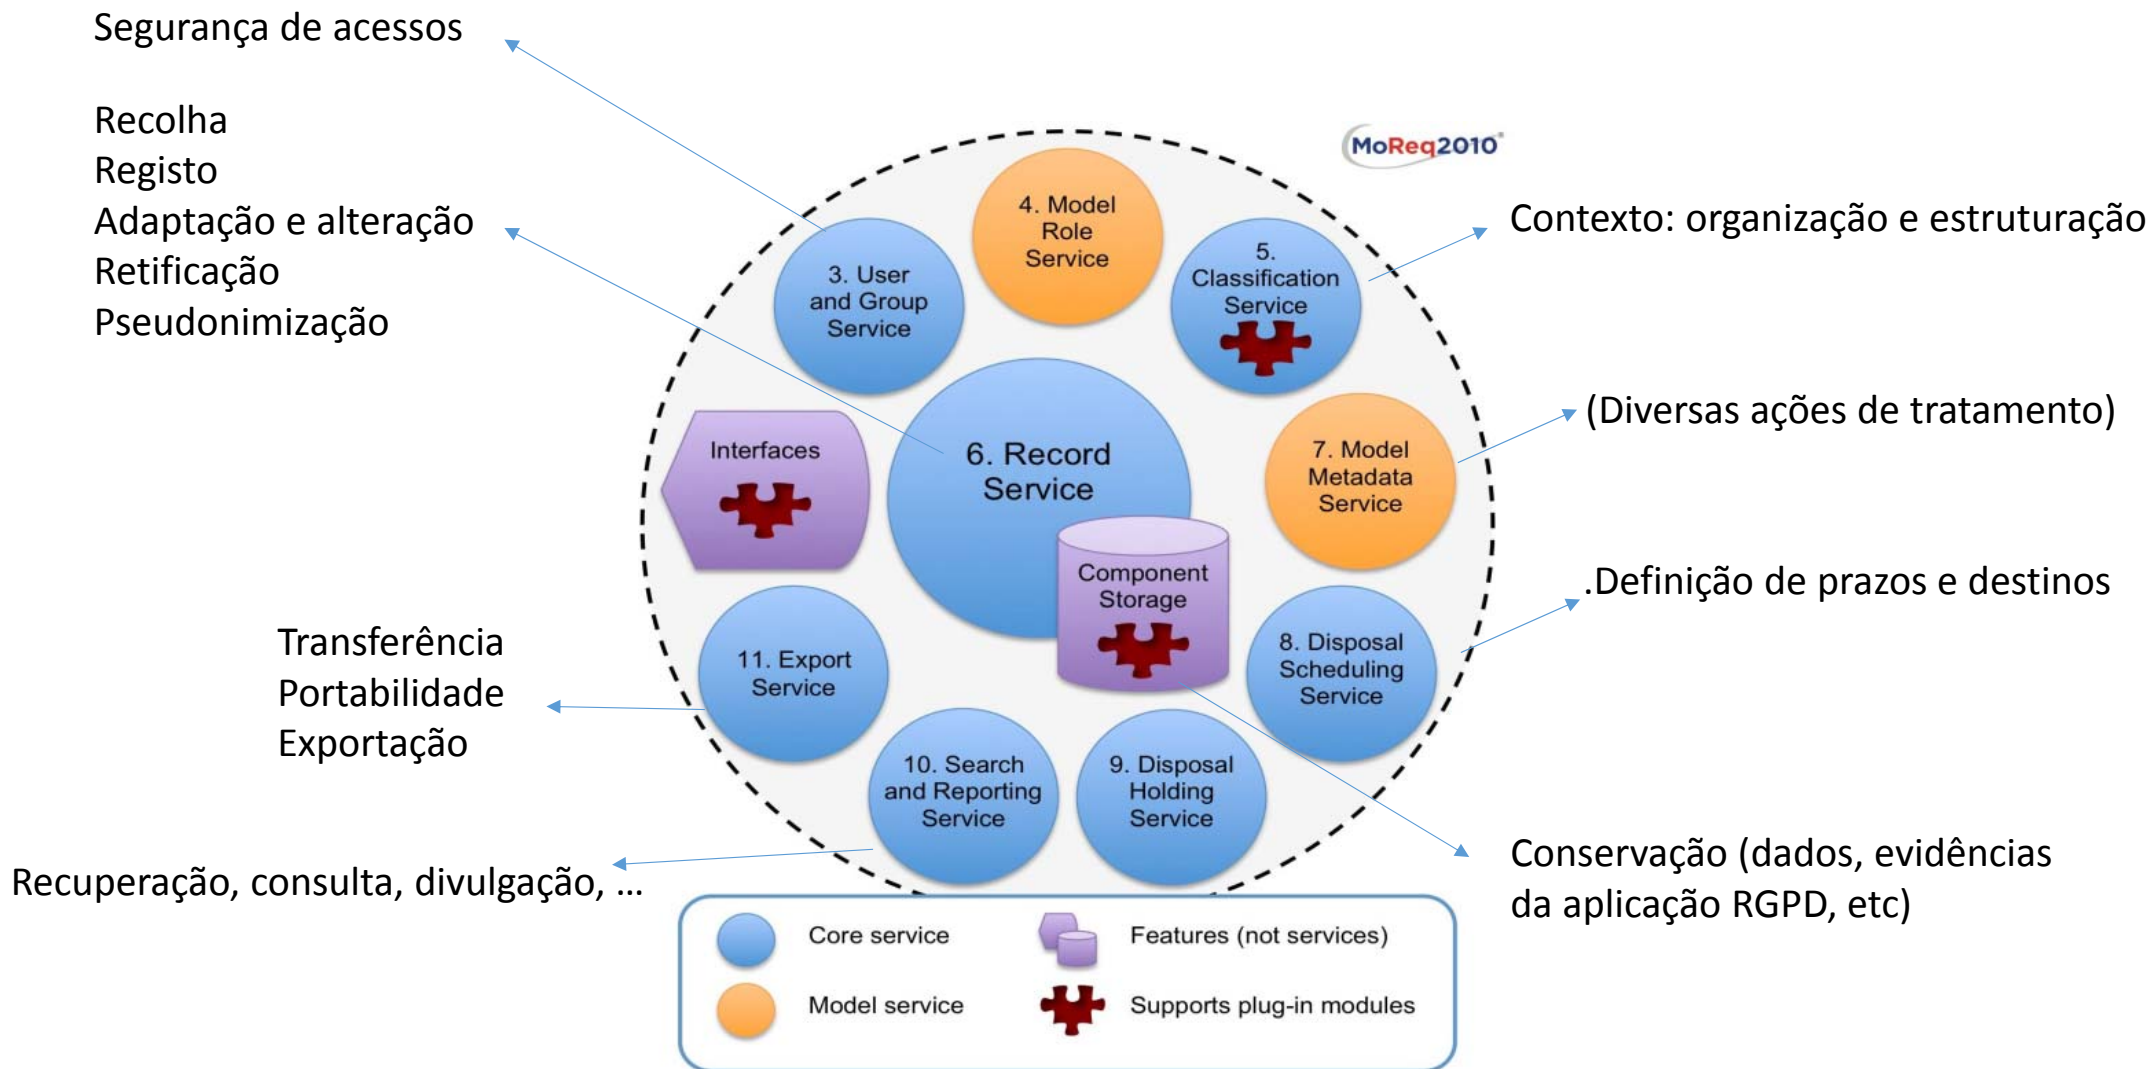 Segurança de acessos
Recolha
Registo
Adaptação e alteração
Retificação
Pseudonimização
MoReq2010®
4. Model
Role
Service
3. User
and Group
Service
5.
Classification
Service
Contexto: organização e estruturação
(Diversas ações de tratamento)
Interfaces
6. Record
Service
7. Model
Metadata
Service
Component
Storage
.Definição de prazos e destinos
8. Disposal
Scheduling
Service
Transferência
Portabilidade
Exportação
11. Export
Service
10. Search
and Reporting
Service
9. Disposal
Holding
Service
Recuperação, consulta, divulgação, ...
Conservação (dados, evidências
da aplicação RGPD, etc)
Core service
Features (not services)
Model service
Supports plug-in modules